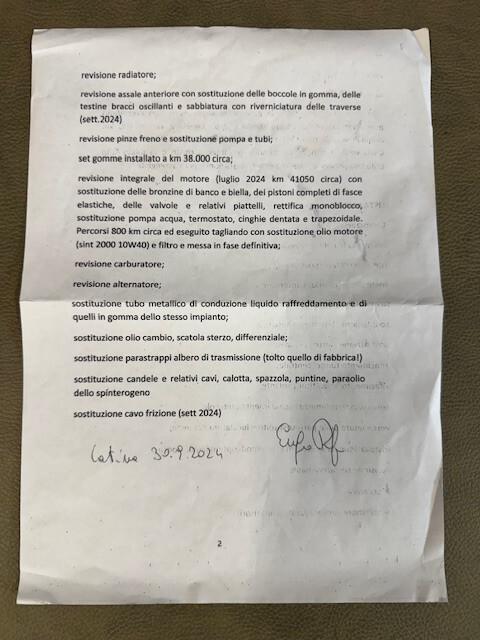 revisione radiatore;
revisione assale anteriore con sostituzione delle boccole in gomma, delle
testine bracci oscillanti e sabbiatura con riverniciatura delle traverse
(sett.2024)
revisione pinze freno e sostituzione pompa e tubi;
set gomme installato a km 38.000 circa;
revisione integrale del motore (luglio 2024 km 41050 circa) con
sostituzione delle bronzine di banco e biella, dei pistoni completi di fasce
elastiche, delle valvole e relativi piattelli, rettifica monoblocco,
sostituzione pompa acqua, termostato, cinghie dentata e trapezoidale.
Percorsi 800 km circa ed eseguito tagliando con sostituzione olio motore
(sint 2000 10W40) e filtro e messa in fase definitiva;
revisione carburatore;
revisione alternatore;
sostituzione tubo metallico di conduzione liquido raffreddamento e di
quelli in gomma dello stesso impianto;
sostituzione olio cambio, scatola sterzo, differenziale;
sostituzione parastrappi albero di trasmissione (tolto quello di fabbrica!)
sostituzione candele e relativi cavi, calotta, spazzola, puntine, paraolio
dello spinterogeno
sostituzione cavo frizione (sett 2024)
Latina 30.9.2024
2